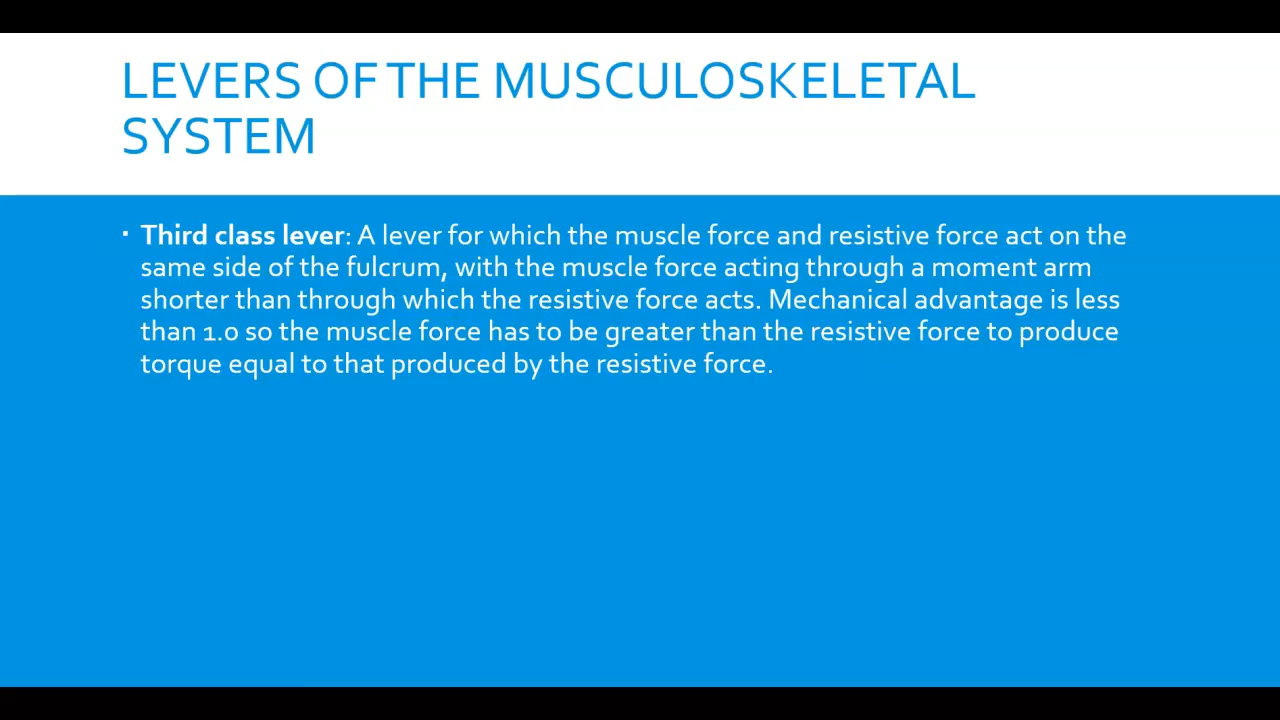 LEVERS OF THE MUSCULOSKELETAL
SYSTEM
▪ Third class lever: A lever for which the muscle force and resistive force act on the
same side of the fulcrum, with the muscle force acting through a moment arm
shorter than through which the resistive force acts. Mechanical advantage is less
than 1.0 so the muscle force has to be greater than the resistive force to produce
torque equal to that produced by the resistive force.